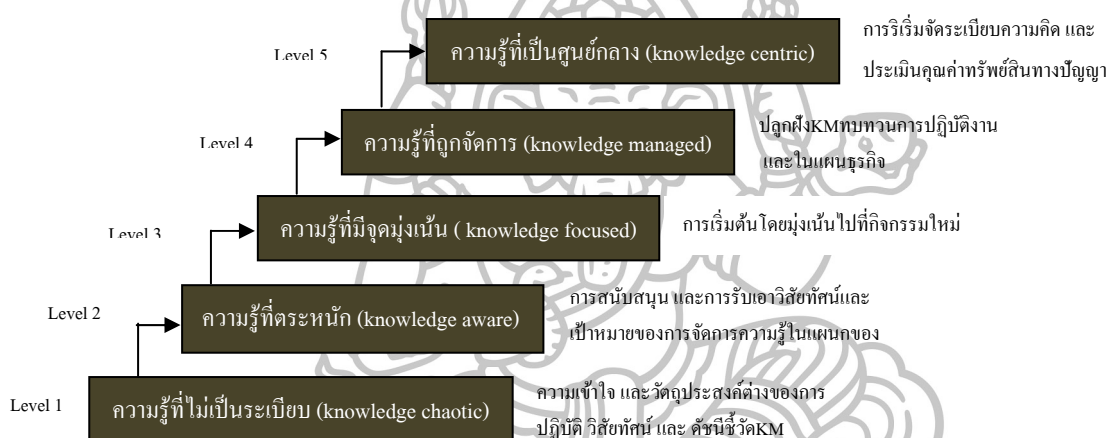 Level 5
ความรู้ที่เป็นศูนย์กลาง (knowledge centric)
การริเริ่มจัดระเบียบความคิด และ
ประเมินคุณค่าทรัพย์สินทางปัญญา
Level 4
ความรู้ที่ถูกจัดการ (knowledge managed)
ปลูกฝังKMทบทวนการปฏิบัติงาน
และในแผนธุรกิจ
Level 3
ความรู้ที่มีจุดมุ่งเน้น ( knowledge focused)
การเริ่มต้นโดยมุ่งเน้นไปที่กิจกรรมใหม่
Level 2
ความรู้ที่ตระหนัก (knowledge aware)
การสนับสนุน และการรับเอาวิสัยทัศน์และ
เป้าหมายของการจัดการความรู้ในแผนกของ
Level 1
ความรู้ที่ไม่เป็นระเบียบ (knowledge chaotic)
ความเข้าใจ และวัตถุประสงค์ต่างของการ
ปฏิบัติ วิสัยทัศน์ และ ดัชนีชี้วัดKM